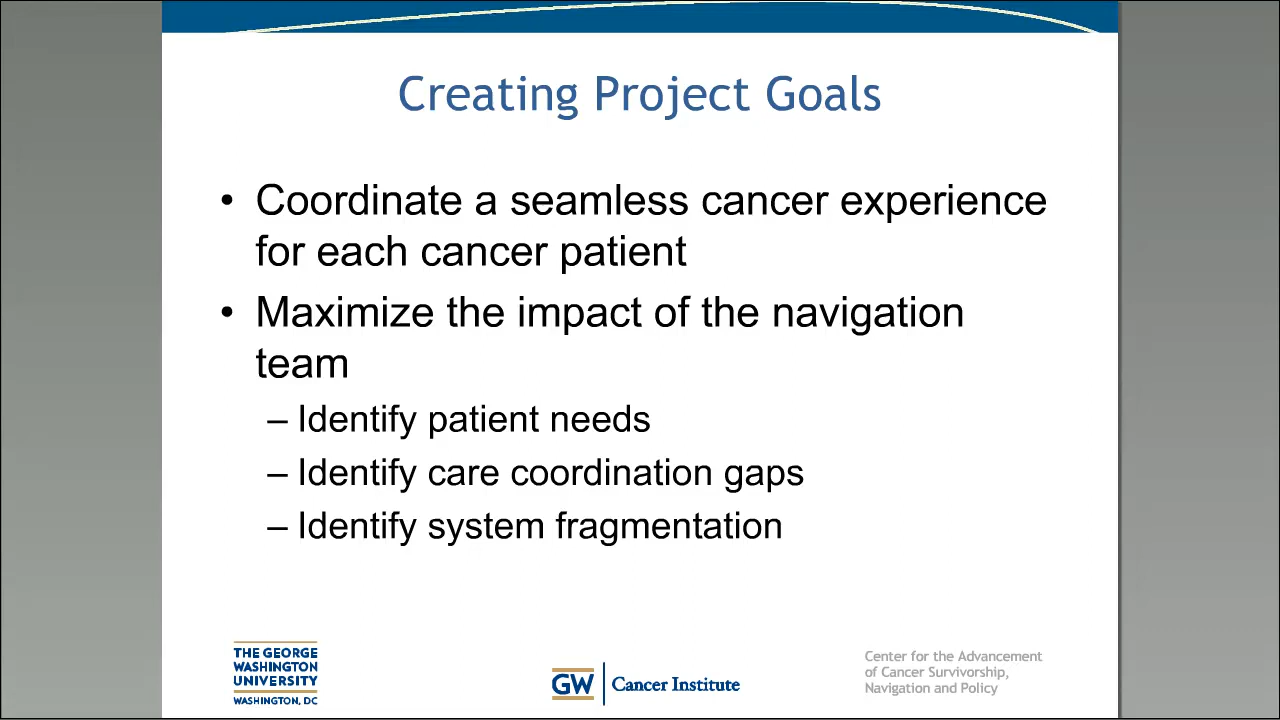 Creating Project Goals
• Coordinate a seamless cancer experience
for each cancer patient
• Maximize the impact of the navigation
team
– Identify patient needs
– Identify care coordination gaps
– Identify system fragmentation
THE GEORGE
WASHINGTON
UNIVERSITY
WASHINGTON, DC
GW Cancer Institute
Center for the Advancement
of Cancer Survivorship,
Navigation and Policy